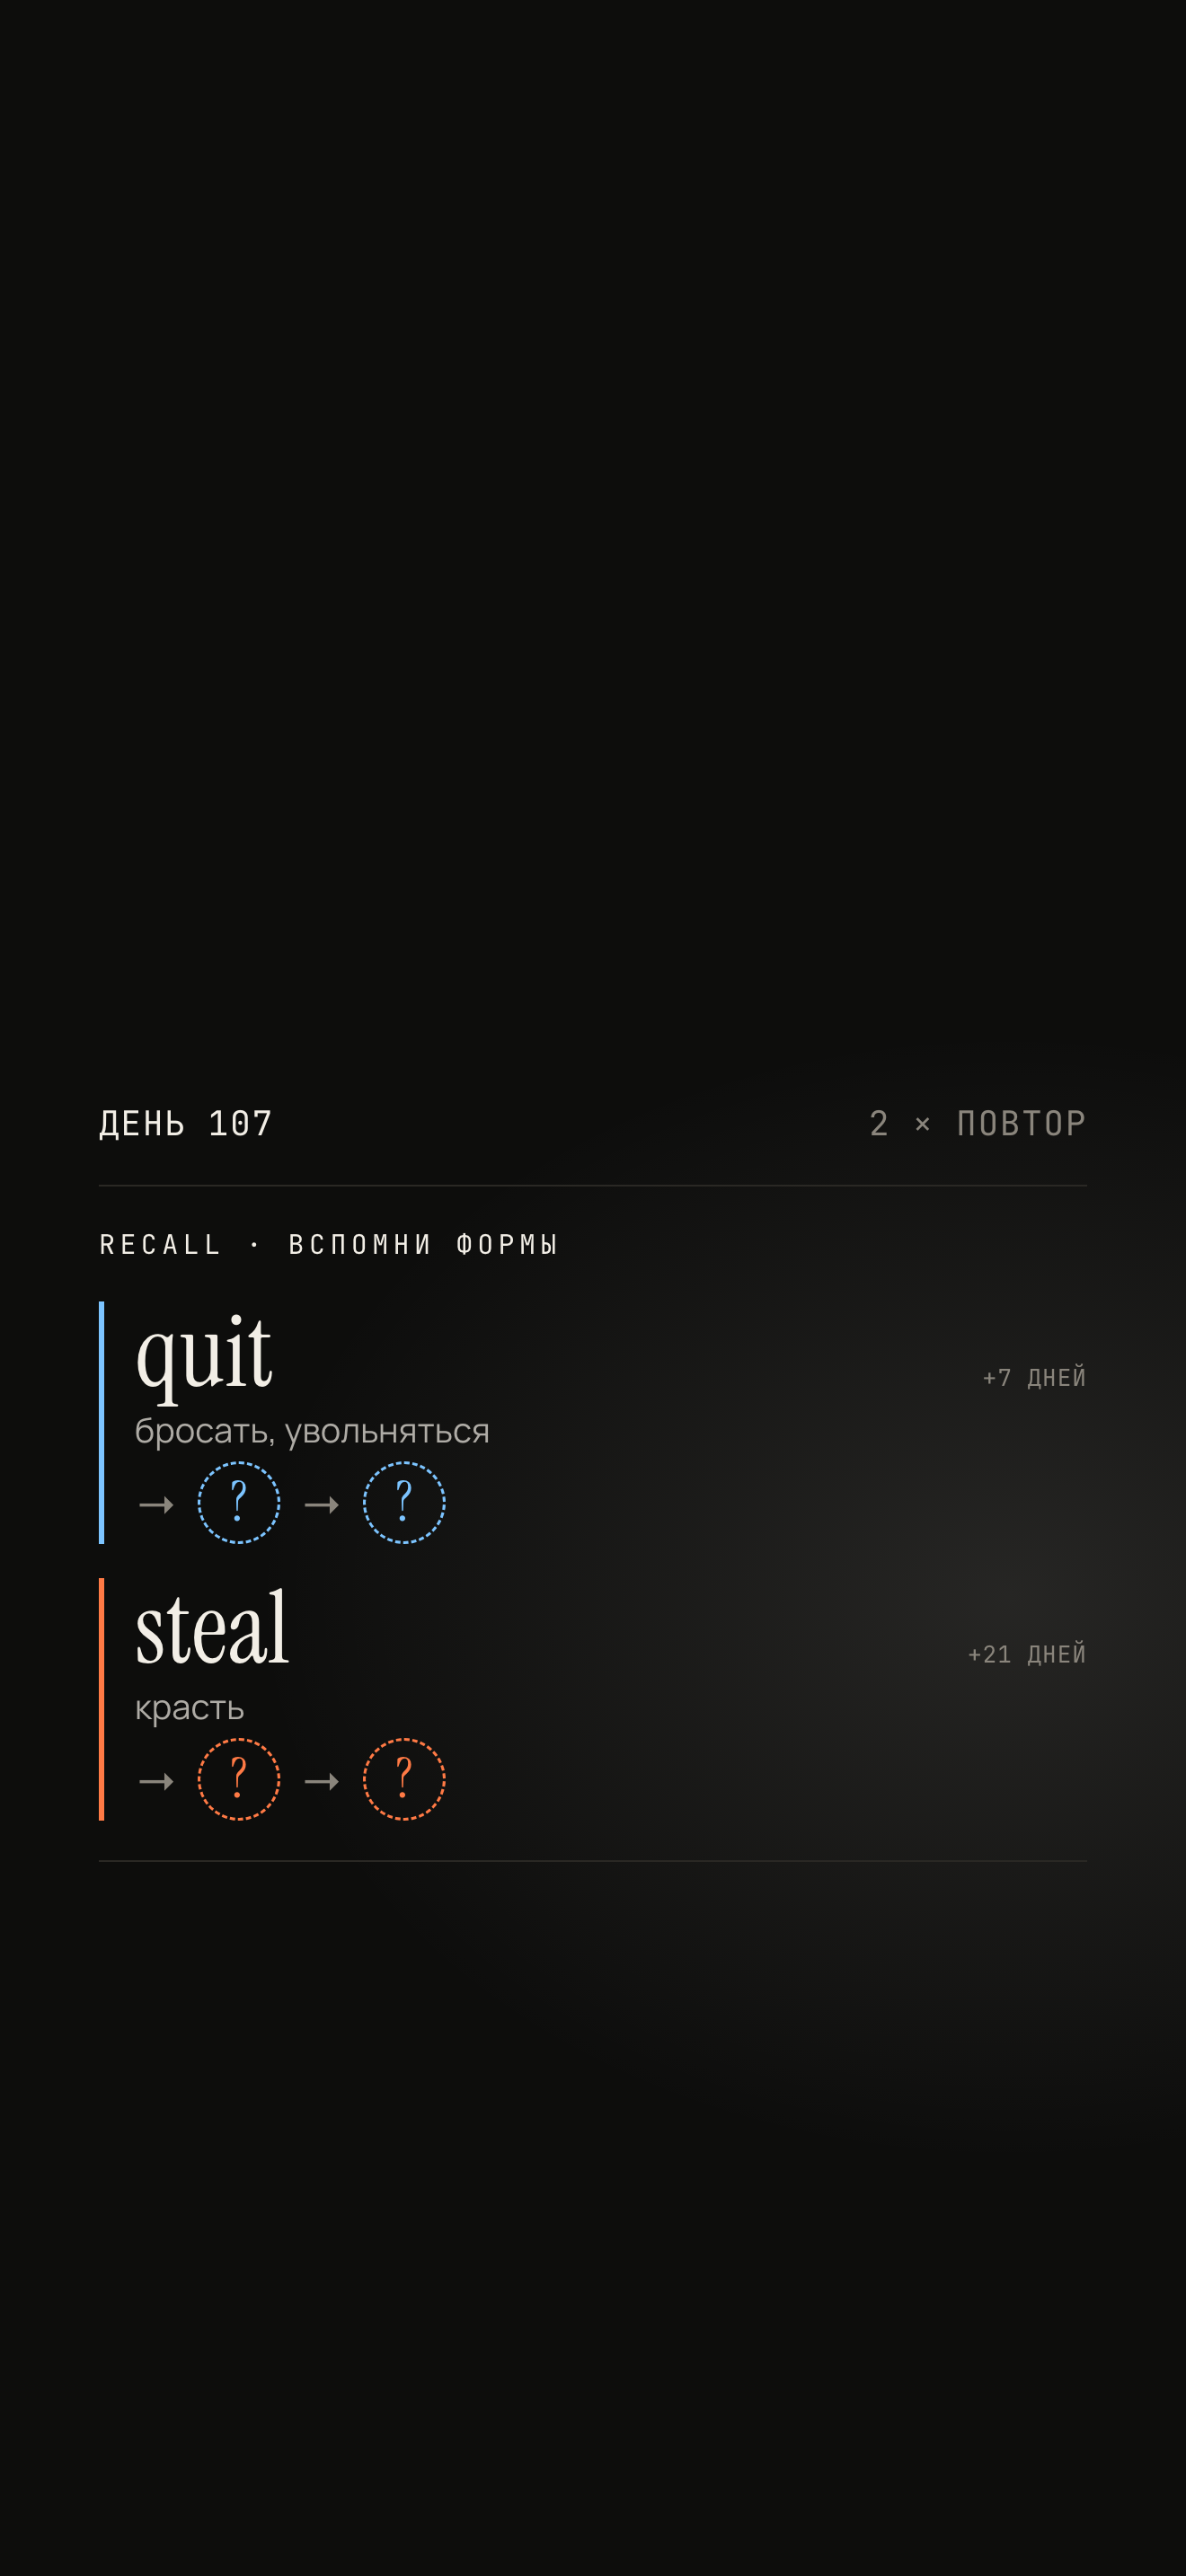 ДЕНЬ 107
2 × ПОВТОР
RECALL · ВСПОМНИ ФОРМЫ
quit
+7 ДНЕЙ
бросать, увольняться
→ ? → ?
steal
+21 ДНЕЙ
красть
→ ? → ?